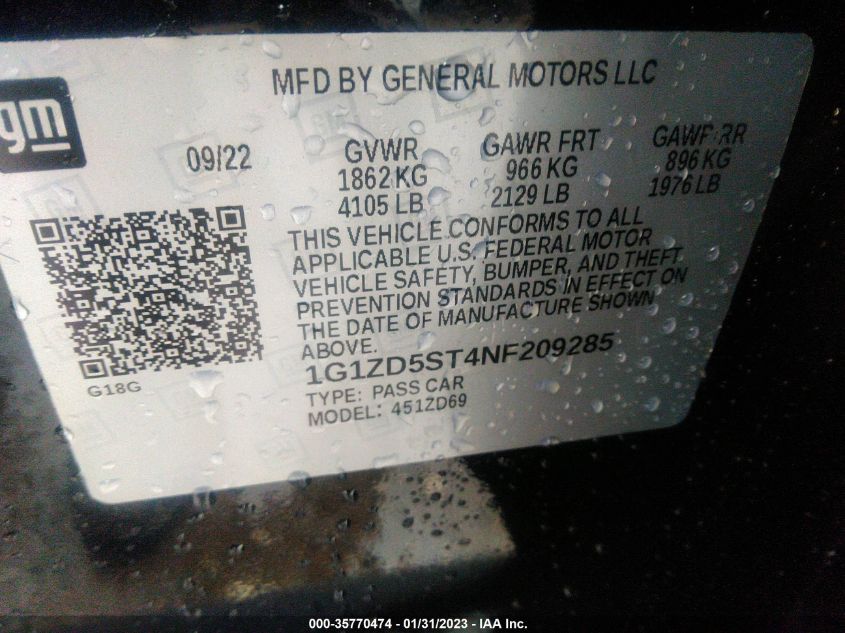 MFD BY GENERAL MOTORS LLC
gm
09/22
GVWR
1862 KG
4105 LB
GAWR FRT
966 KG
2129 LB
GAWR RR
896 KG
1976 LB
THIS VEHICLE CONFORMS TO ALL
APPLICABLE U.S. FEDERAL MOTOR
VEHICLE SAFETY, BUMPER, AND THEFT
PREVENTION STANDARDS IN EFFECT ON
THE DATE OF MANUFACTURE SHOWN
ABOVE.
1G1ZD5ST4NF209285
TYPE: PASS CAR
MODEL: 451ZD69
G18G
000-35770474 - 01/31/2023 - IAA Inc.